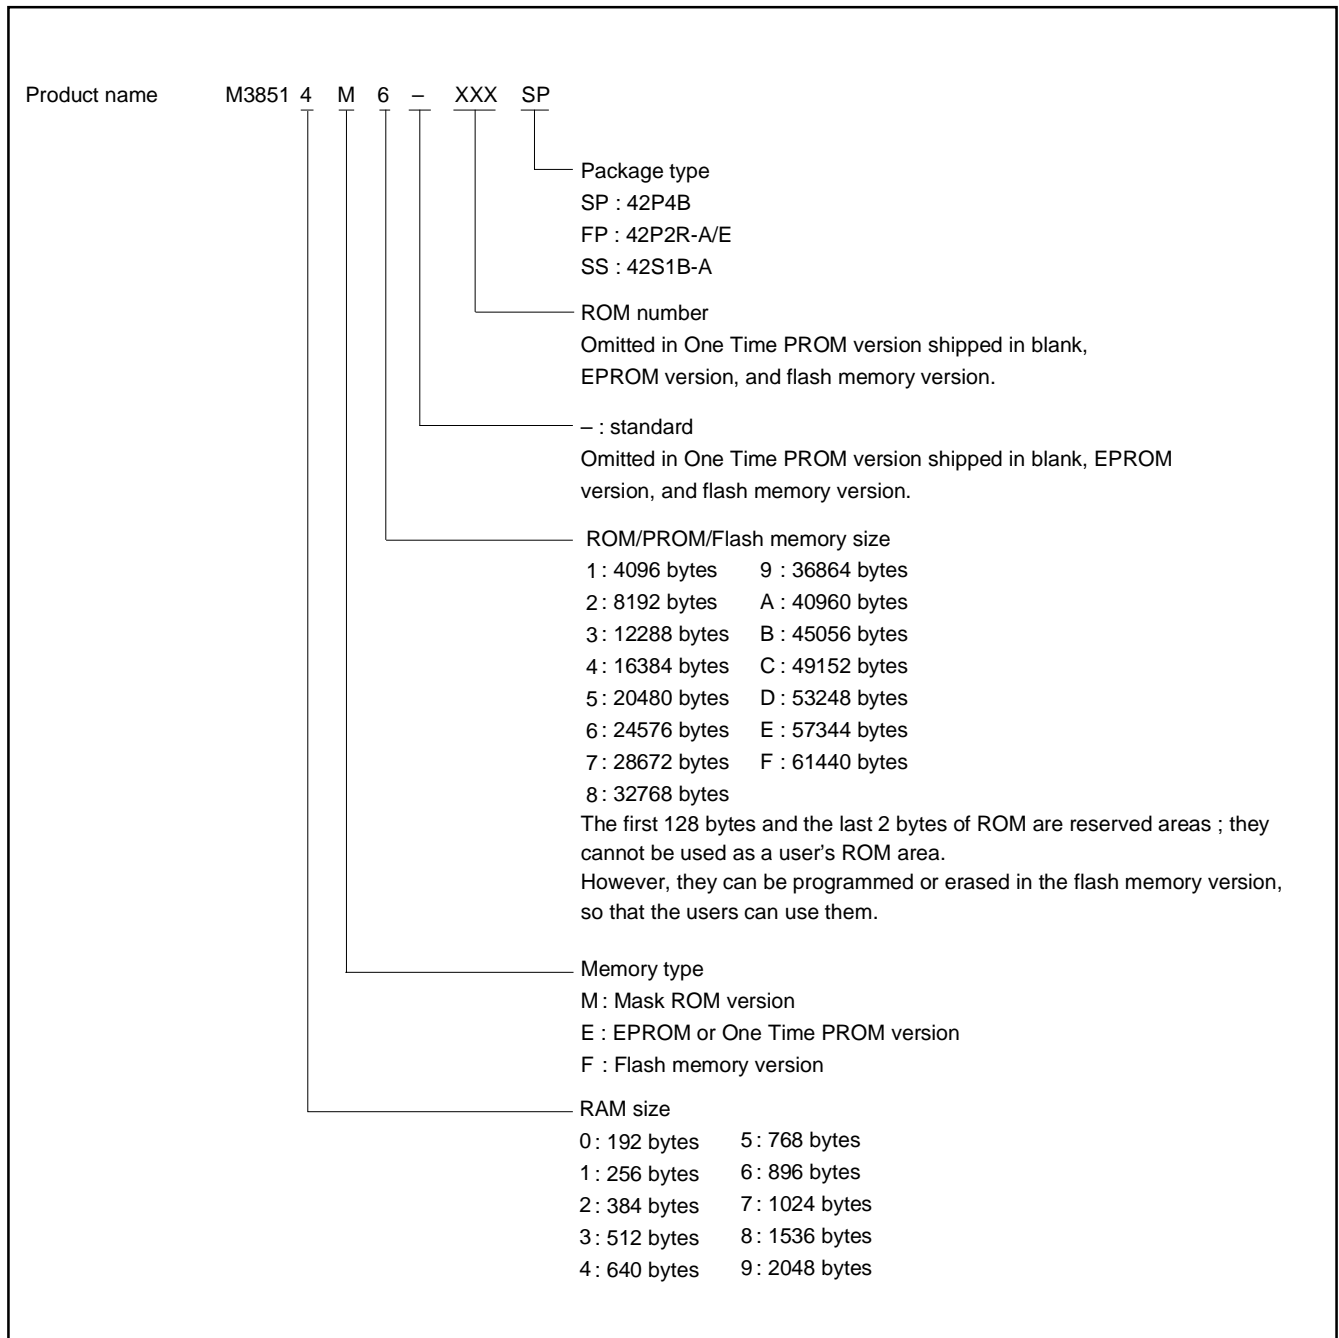 Product name M3851 4 M 6 – XXX SP
Package type
SP : 42P4B
FP : 42P2R-A/E
SS : 42S1B-A
ROM number
Omitted in One Time PROM version shipped in blank,
EPROM version, and flash memory version.
– : standard
Omitted in One Time PROM version shipped in blank, EPROM
version, and flash memory version.
ROM/PROM/Flash memory size
1 : 4096 bytes 9 : 36864 bytes
2 : 8192 bytes A : 40960 bytes
3 : 12288 bytes B : 45056 bytes
4 : 16384 bytes C : 49152 bytes
5 : 20480 bytes D : 53248 bytes
6 : 24576 bytes E : 57344 bytes
7 : 28672 bytes F : 61440 bytes
8 : 32768 bytes
The first 128 bytes and the last 2 bytes of ROM are reserved areas ; they
cannot be used as a user’s ROM area.
However, they can be programmed or erased in the flash memory version,
so that the users can use them.
Memory type
M : Mask ROM version
E : EPROM or One Time PROM version
F : Flash memory version
RAM size
0 : 192 bytes 5 : 768 bytes
1 : 256 bytes 6 : 896 bytes
2 : 384 bytes 7 : 1024 bytes
3 : 512 bytes 8 : 1536 bytes
4 : 640 bytes 9 : 2048 bytes